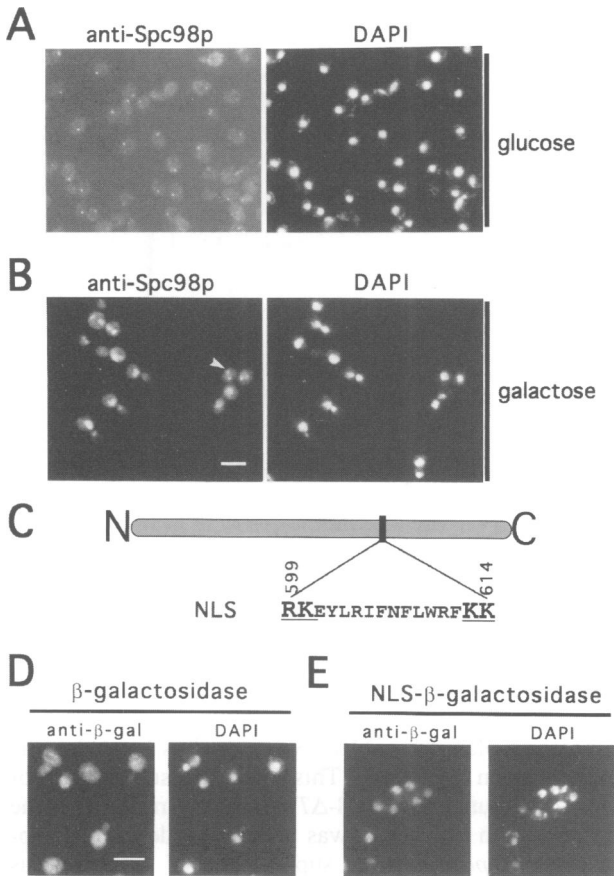 A
anti-Spc98p DAPI
glucose
B
anti-Spc98p DAPI
galactose
C
N C
599 614
NLS RKEYLRIFNFLWRFKK
D E
β-galactosidase NLS-β-galactosidase
anti-β-gal DAPI anti-β-gal DAPI